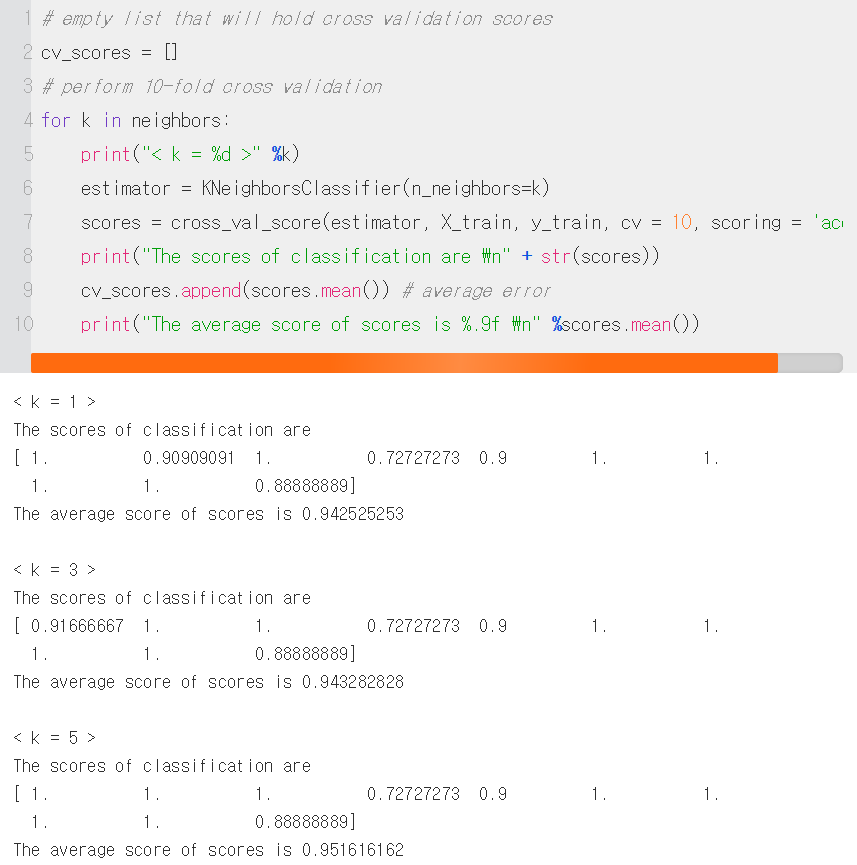 1 # empty list that will hold cross validation scores
2 cv_scores = []
3 # perform 10-fold cross validation
4 for k in neighbors:
5     print("< k = %d >" %k)
6     estimator = KNeighborsClassifier(n_neighbors=k)
7     scores = cross_val_score(estimator, X_train, y_train, cv = 10, scoring = 'acc
8     print("The scores of classification are ₩n" + str(scores))
9     cv_scores.append(scores.mean()) # average error
10     print("The average score of scores is %.9f ₩n" %scores.mean())
< k = 1 >
The scores of classification are
[ 1.          0.90909091  1.          0.72727273  0.9         1.          1.
  1.          1.          0.88888889]
The average score of scores is 0.942525253
< k = 3 >
The scores of classification are
[ 0.91666667  1.          1.          0.72727273  0.9         1.          1.
  1.          1.          0.88888889]
The average score of scores is 0.943282828
< k = 5 >
The scores of classification are
[ 1.          1.          1.          0.72727273  0.9         1.          1.
  1.          1.          0.88888889]
The average score of scores is 0.951616162